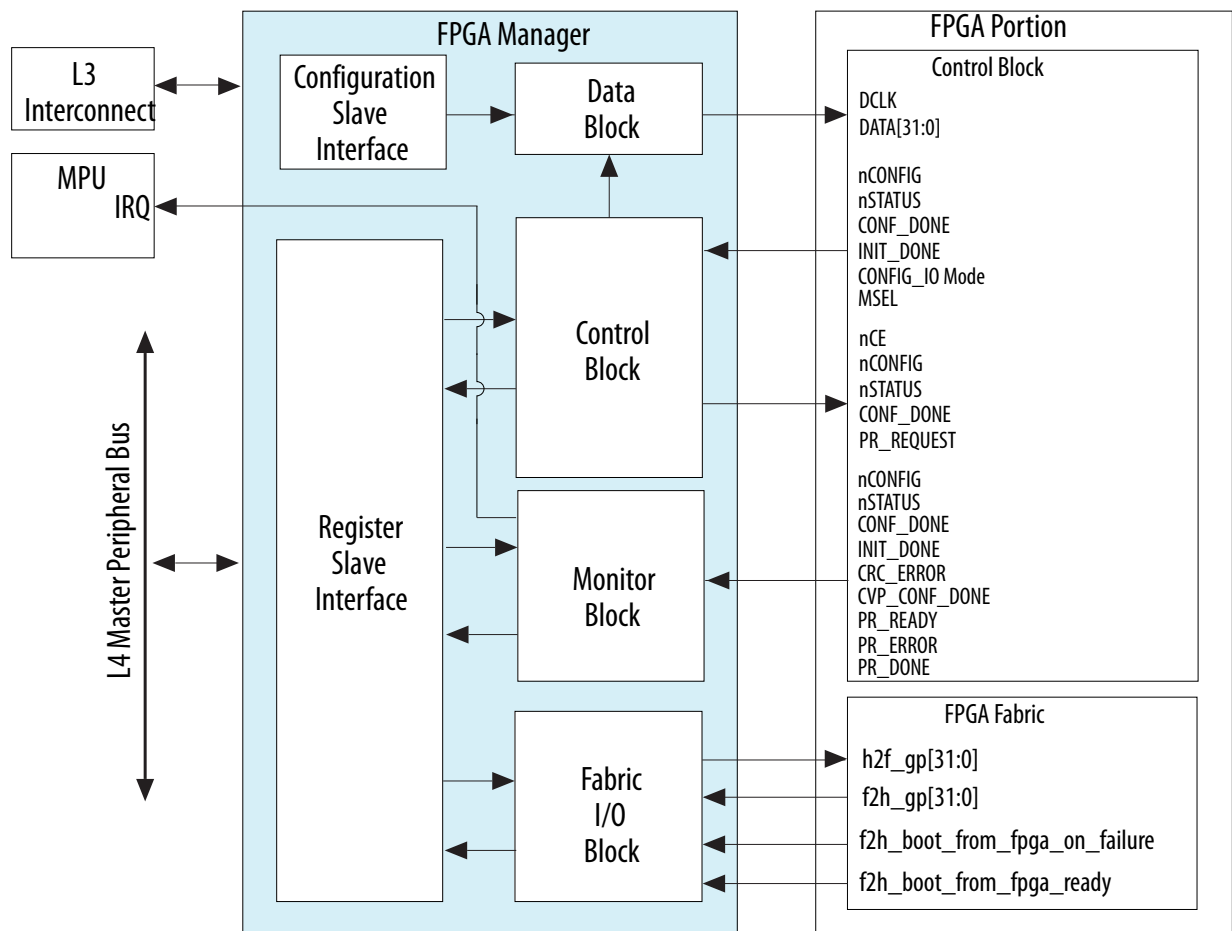 FPGA Manager
FPGA Portion
L3
Interconnect
MPU
IRQ
L4 Master Peripheral Bus
Configuration
Slave
Interface
Data
Block
Control
Block
Register
Slave
Interface
Monitor
Block
Fabric
I/O
Block
Control Block
DCLK
DATA[31:0]
nCONFIG
nSTATUS
CONF_DONE
INIT_DONE
CONFIG_IO Mode
MSEL
nCE
nCONFIG
nSTATUS
CONF_DONE
PR_REQUEST
nCONFIG
nSTATUS
CONF_DONE
INIT_DONE
CRC_ERROR
CVP_CONF_DONE
PR_READY
PR_ERROR
PR_DONE
FPGA Fabric
h2f_gp[31:0]
f2h_gp[31:0]
f2h_boot_from_fpga_on_failure
f2h_boot_from_fpga_ready